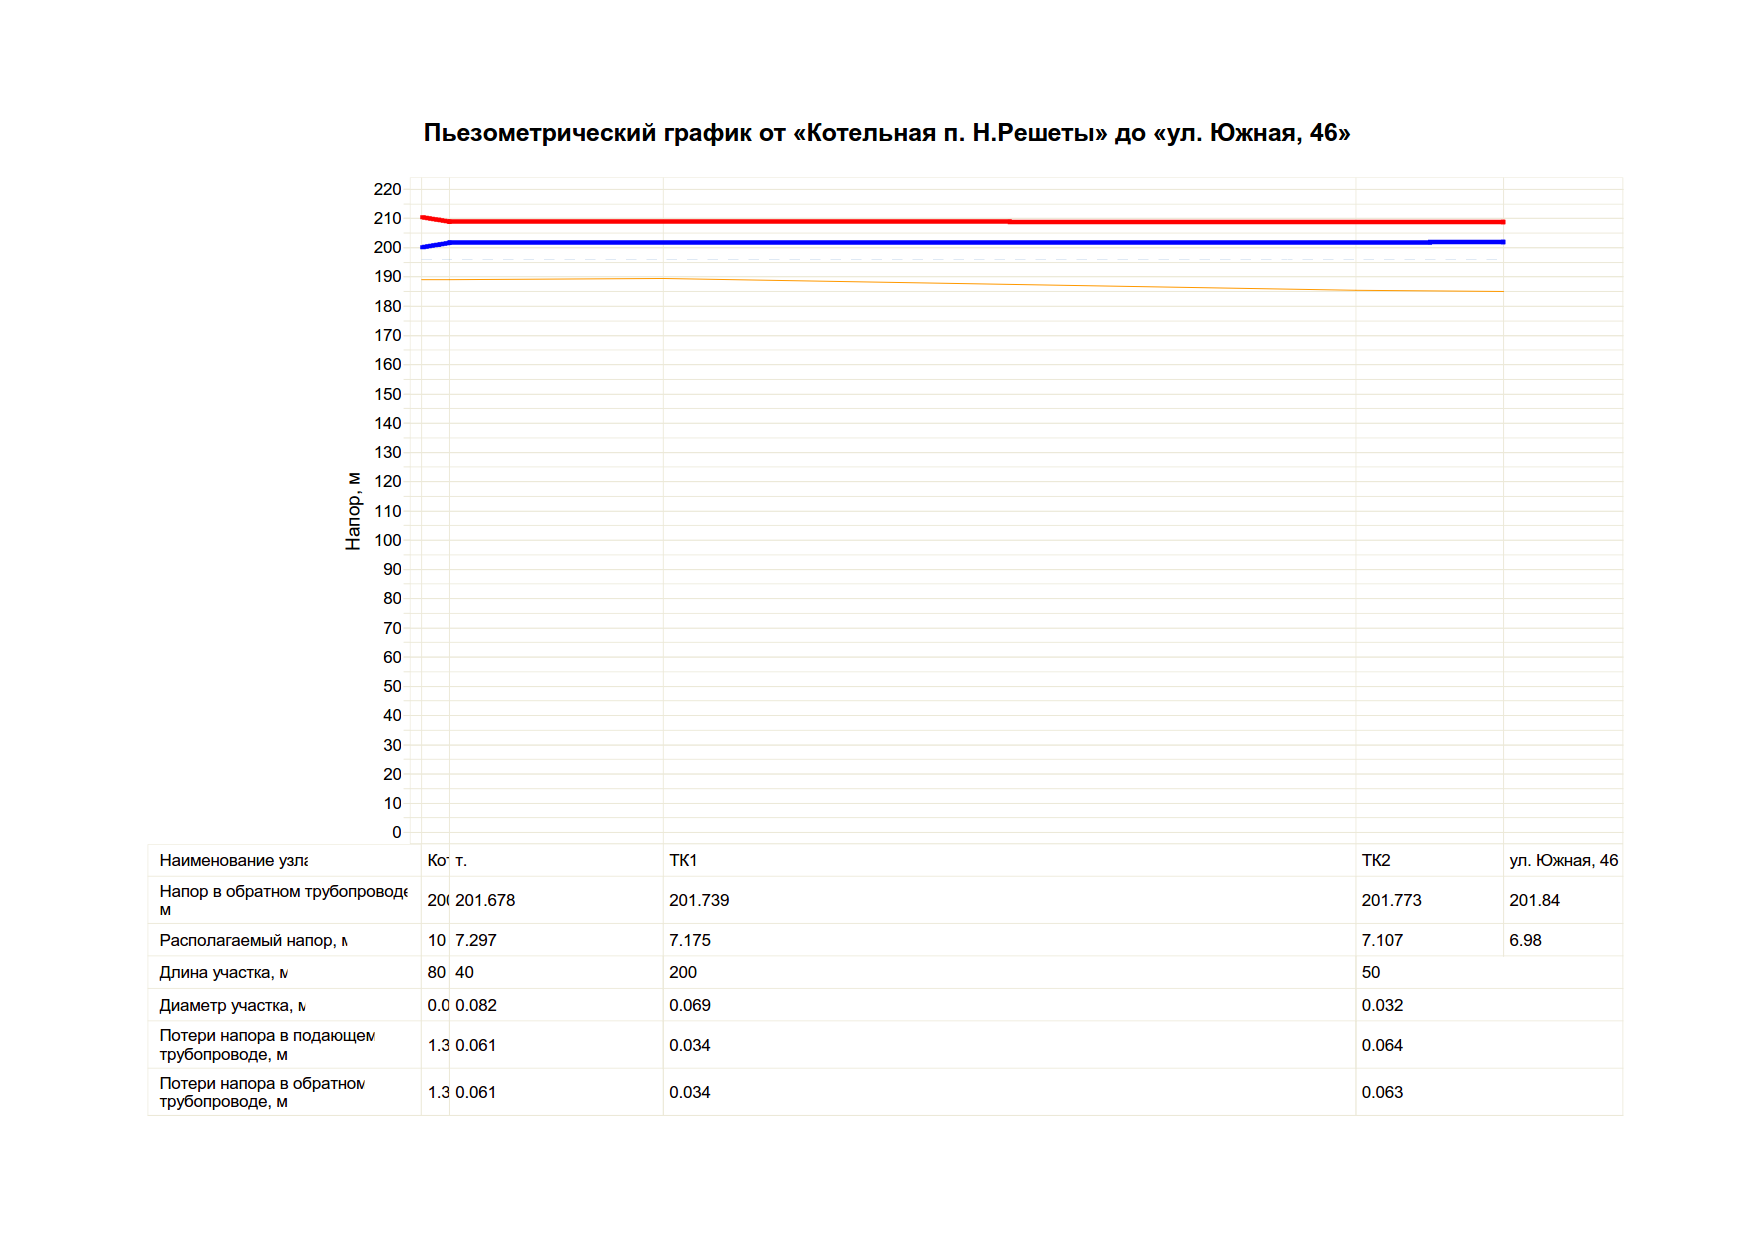 Пьезометрический график от «Котельная п. Н.Решеты» до «ул. Южная, 46»
220
210
200
190
180
170
160
150
140
130
120
110
100
90
80
70
60
50
40
30
20
10
0
Напор, м
Наименование узла Кот т. ТК1 ТК2 ул. Южная, 46
Напор в обратном трубопроводе
м 200 201.678 201.739 201.773 201.84
Располагаемый напор, м 10 7.297 7.175 7.107 6.98
Длина участка, м 80 40 200 50
Диаметр участка, м 0.0 0.082 0.069 0.032
Потери напора в подающем
трубопроводе, м 1.3 0.061 0.034 0.064
Потери напора в обратном
трубопроводе, м 1.3 0.061 0.034 0.063